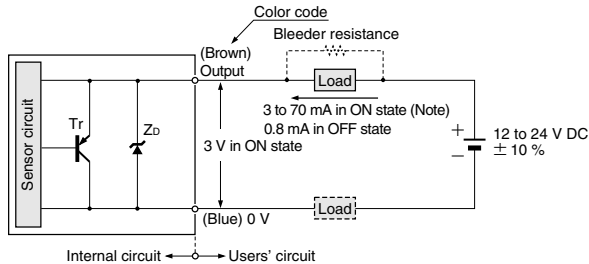 Color code
Bleeder resistance
(Brown)
Output
Load
3 to 70 mA in ON state (Note)
0.8 mA in OFF state
Sensor circuit
Tr
ZD
3 V in ON state
+
−
12 to 24 V DC
± 10 %
(Blue) 0 V
Load
Internal circuit
Users' circuit